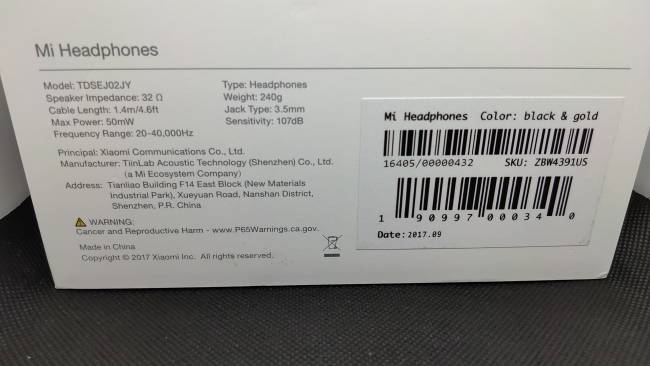 Mi Headphones
Model: TDSEJ02JY
Speaker Impedance: 32 Ω
Cable Length: 1.4m/4.6ft
Max Power: 50mW
Frequency Range: 20-40,000Hz
Type: Headphones
Weight: 240g
Jack Type: 3.5mm
Sensitivity: 107dB
Principal: Xiaomi Communications Co., Ltd.
Manufacturer: TiinLab Acoustic Technology (Shenzhen) Co., Ltd.
(a Mi Ecosystem Company)
Address: Tianliao Building F14 East Block (New Materials
Industrial Park), Xueyuan Road, Nanshan District,
Shenzhen, P.R. China
WARNING:
Cancer and Reproductive Harm - www.P65Warnings.ca.gov.
Made in China
Copyright © 2017 Xiaomi Inc. All rights reserved.
Mi Headphones Color: black & gold
16405/00000432 SKU: ZBW4391US
1 90997 00034 0
Date: 2017.09